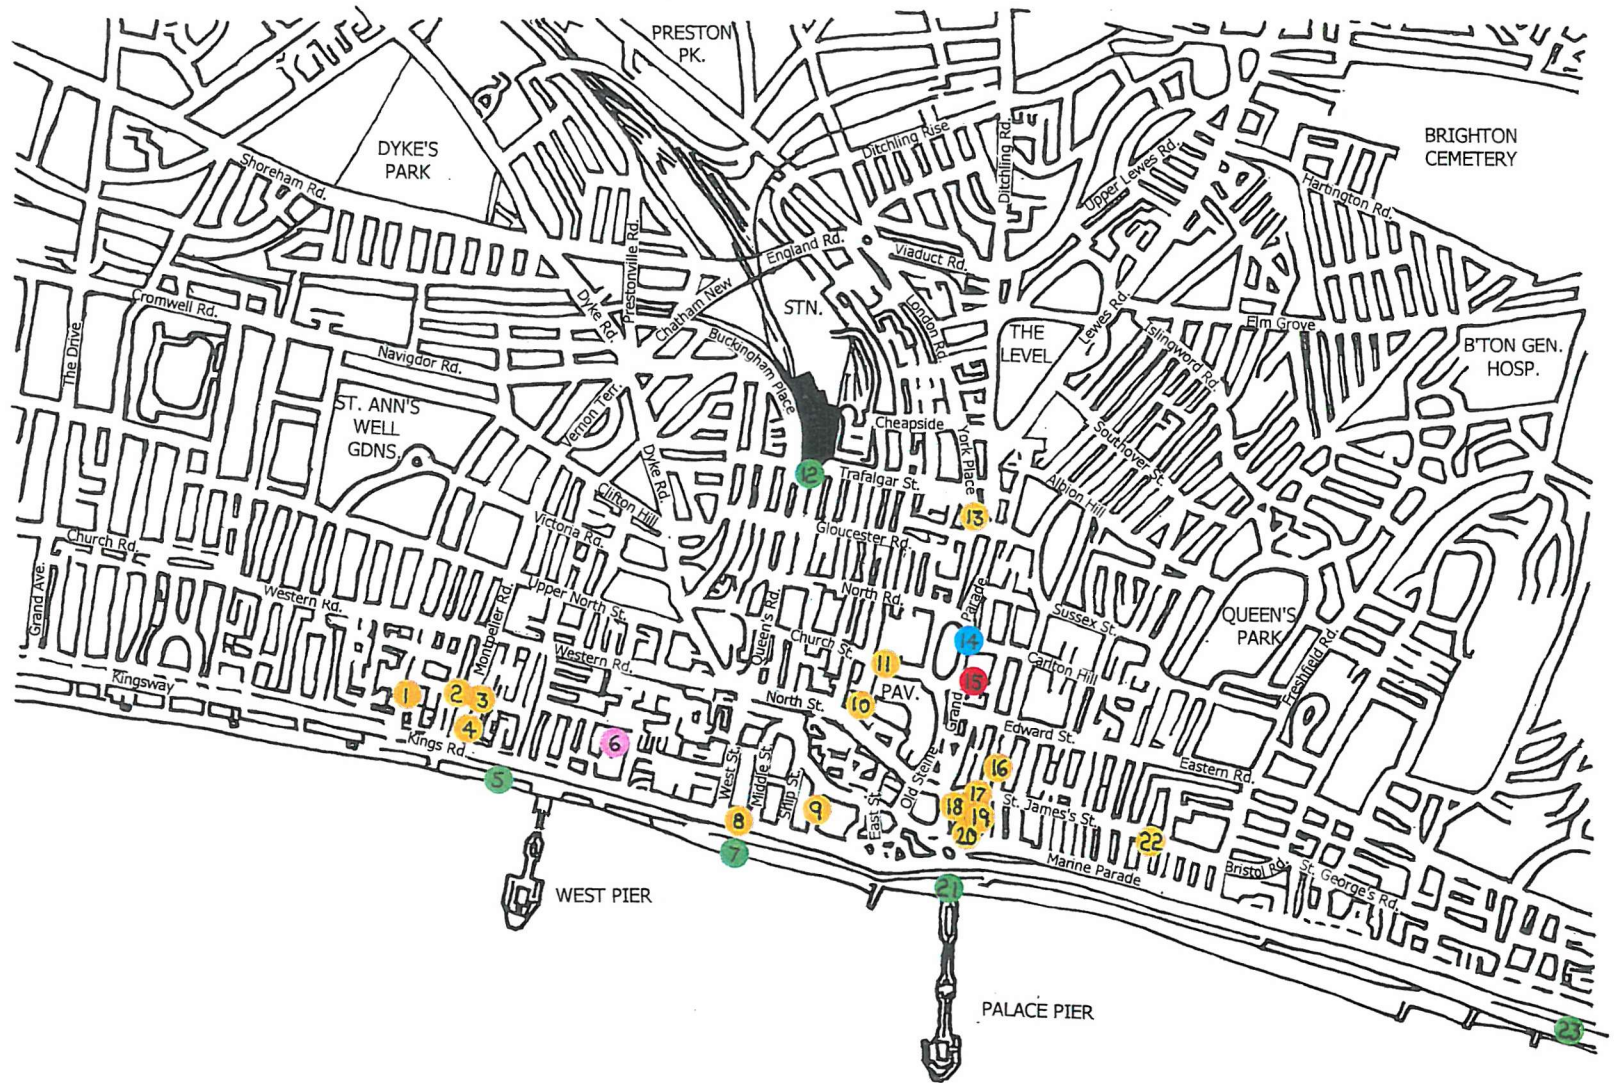 PRESTON
PK.
DYKE'S
PARK
BRIGHTON
CEMETERY
Shoreham Rd.
Ditchling Rise
Ditchling Rd.
Upper Lewes Rd.
Hartington Rd.
Prestonville Rd.
England Rd.
Viaduct Rd.
Chatham New
Cromwell Rd.
The Drive
Dyke Rd.
STN.
London Rd.
THE
LEVEL
Lewes Rd.
Elm Grove
Islingword Rd.
B'TON GEN.
HOSP.
Navigdor Rd.
Buckingham Place
ST. ANN'S
WELL
GDNS.
Vernon Terr.
Cheapside
York Place
Southover St.
Dyke Rd.
12
Trafalgar St.
Clifton Hill
Albion Hill
13
Victoria Rd.
Gloucester Rd.
Church Rd.
Grand Ave.
Western Rd.
Montpelier Rd.
Upper North St.
Queen's Rd.
North Rd.
Parade
Sussex St.
QUEEN'S
PARK
Freshfield Rd.
14
Church St.
Western Rd.
11
Carlton Hill
15
Kingsway
1
2
3
PAV.
10
North St.
Grand
4
Kings Rd
6
Edward St.
5
West St.
Middle St.
Ship St.
Old Steine
16
Eastern Rd.
9
East St.
17
18
19
20
St. James's St.
8
7
22
Marine Parade
Bristol Rd.
St. George's Rd.
21
WEST PIER
PALACE PIER
23